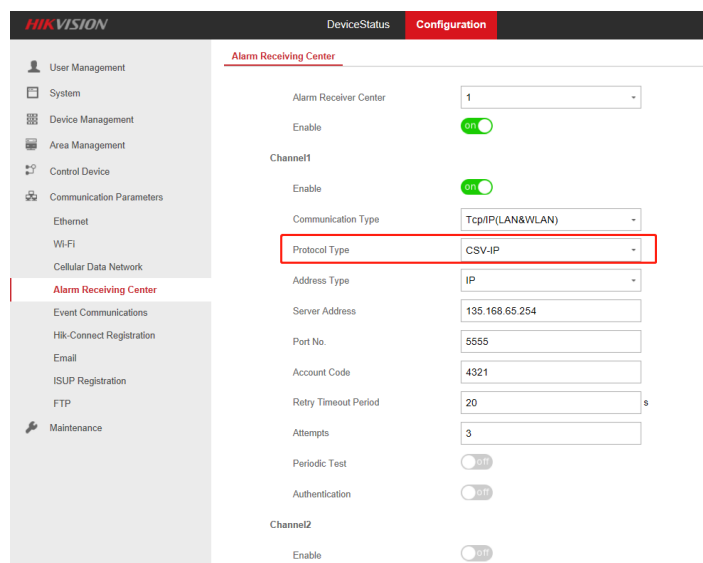 HIKVISION
DeviceStatus
Configuration
User Management
System
Device Management
Area Management
Control Device
Communication Parameters
Ethernet
Wi-Fi
Cellular Data Network
Alarm Receiving Center
Event Communications
Hik-Connect Registration
Email
ISUP Registration
FTP
Maintenance
Alarm Receiving Center
Alarm Receiver Center 1
Enable on
Channel1
Enable on
Communication Type Tcp/IP(LAN&WLAN)
Protocol Type CSV-IP
Address Type IP
Server Address 135.168.65.254
Port No. 5555
Account Code 4321
Retry Timeout Period 20 s
Attempts 3
Periodic Test off
Authentication off
Channel2
Enable off